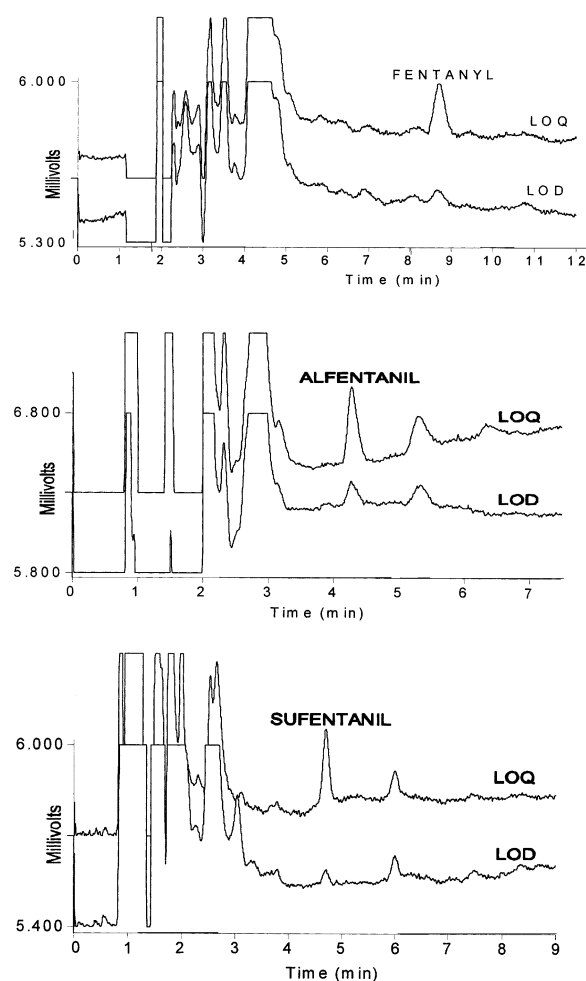 6.000
FENTANYL
LOQ
LOD
Millivolts
5.300
0 1 2 3 4 5 6 7 8 9 10 11 12
Time (min)
ALFENTANIL
6.800
LOQ
Millivolts
LOD
5.800
0 1 2 3 4 5 6 7
Time (min)
SUFENTANIL
6.000
LOQ
Millivolts
LOD
5.400
0 1 2 3 4 5 6 7 8 9
Time (min)